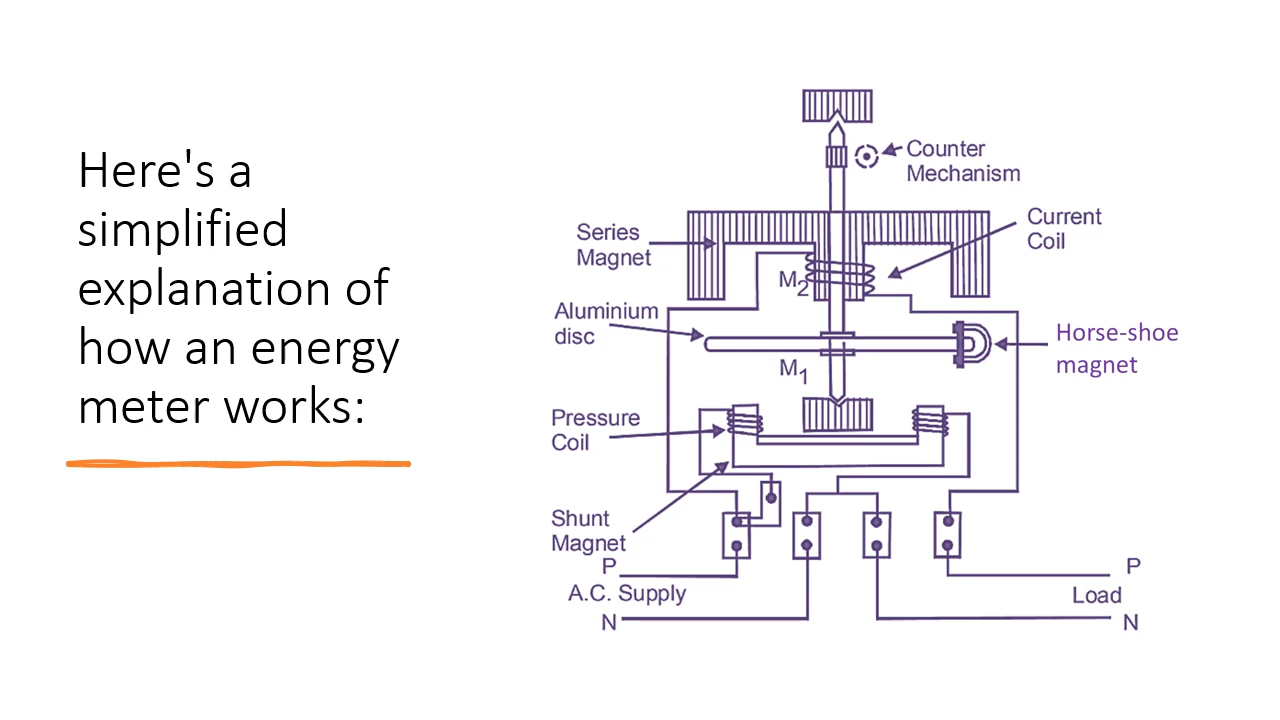 Here's a
simplified
explanation of
how an energy
meter works:
Counter
Mechanism
Current
Coil
Series
Magnet
M2
Aluminium
disc
Horse-shoe
magnet
M1
Pressure
Coil
Shunt
Magnet
P
P
A.C. Supply
Load
N
N